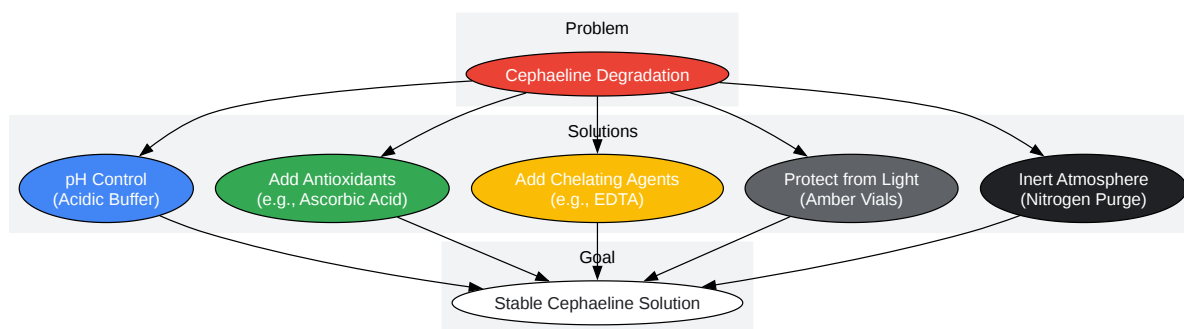 Problem
Cephaeline Degradation
Solutions
pH Control
(Acidic Buffer)
Add Antioxidants
(e.g., Ascorbic Acid)
Add Chelating Agents
(e.g., EDTA)
Protect from Light
(Amber Vials)
Inert Atmosphere
(Nitrogen Purge)
Goal
Stable Cephaeline Solution